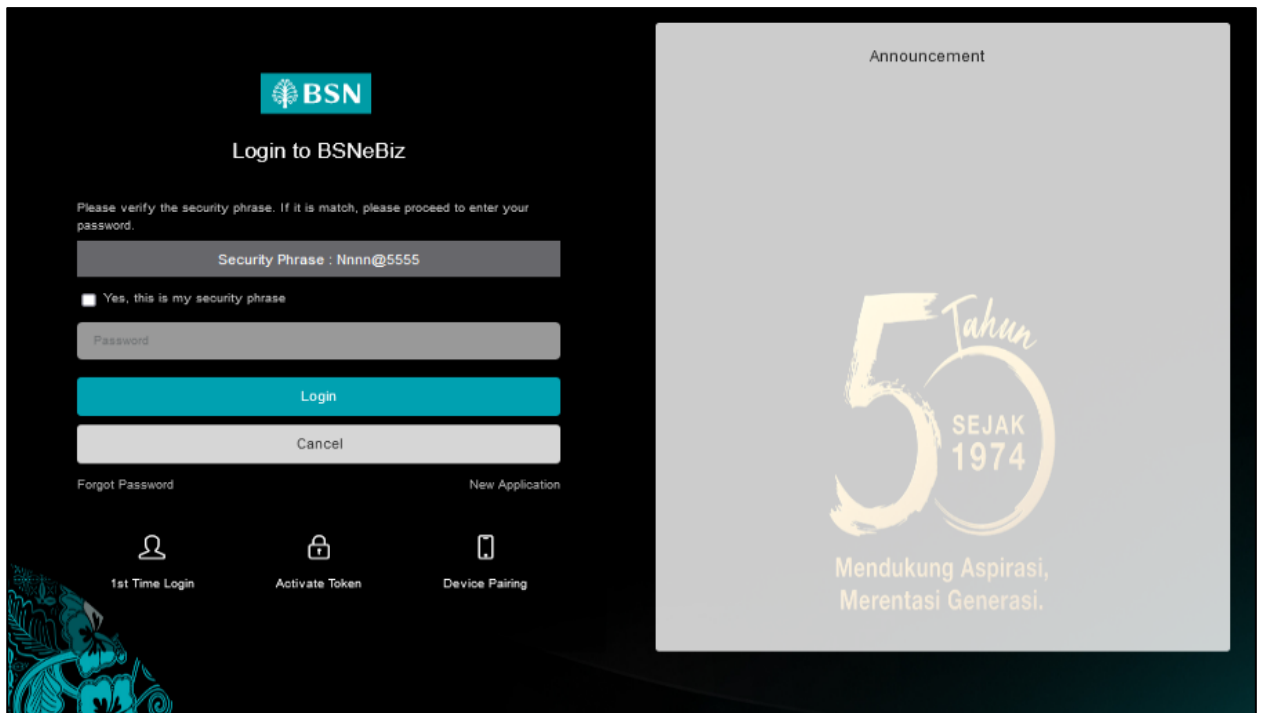 BSN
Login to BSNeBiz
Please verify the security phrase. If it is match, please proceed to enter your
password.
Security Phrase : Nnnn@5555
Yes, this is my security phrase
Password
Login
Cancel
Forgot Password
New Application
1st Time Login
Activate Token
Device Pairing
Announcement
50 Tahun
SEJAK
1974
Mendukung Aspirasi,
Merentasi Generasi.